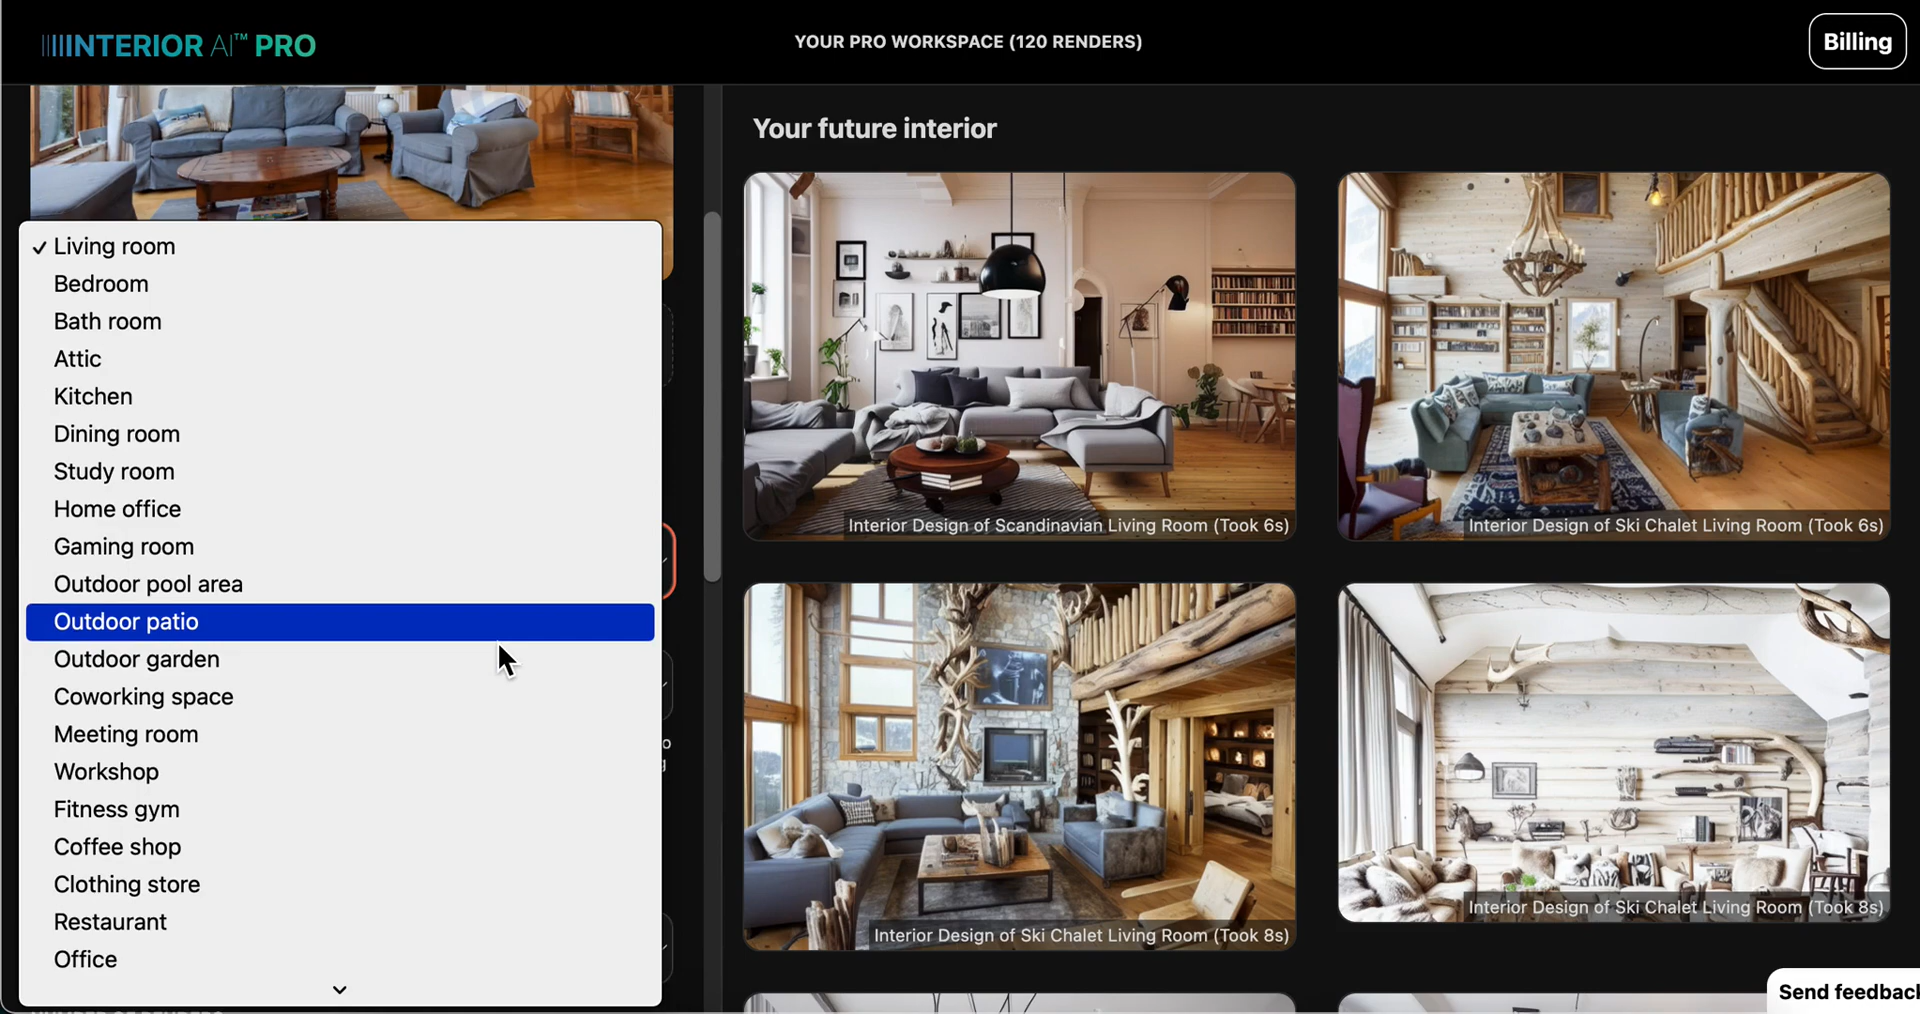 INTERIOR AI™ PRO
YOUR PRO WORKSPACE (120 RENDERS)
Billing
Your future interior
✓ Living room
Bedroom
Bath room
Attic
Kitchen
Dining room
Study room
Home office
Gaming room
Outdoor pool area
Outdoor patio
Outdoor garden
Coworking space
Meeting room
Workshop
Fitness gym
Coffee shop
Clothing store
Restaurant
Office
Interior Design of Scandinavian Living Room (Took 6s)
Interior Design of Ski Chalet Living Room (Took 6s)
Interior Design of Ski Chalet Living Room (Took 8s)
Interior Design of Ski Chalet Living Room (Took 8s)
Send feedback